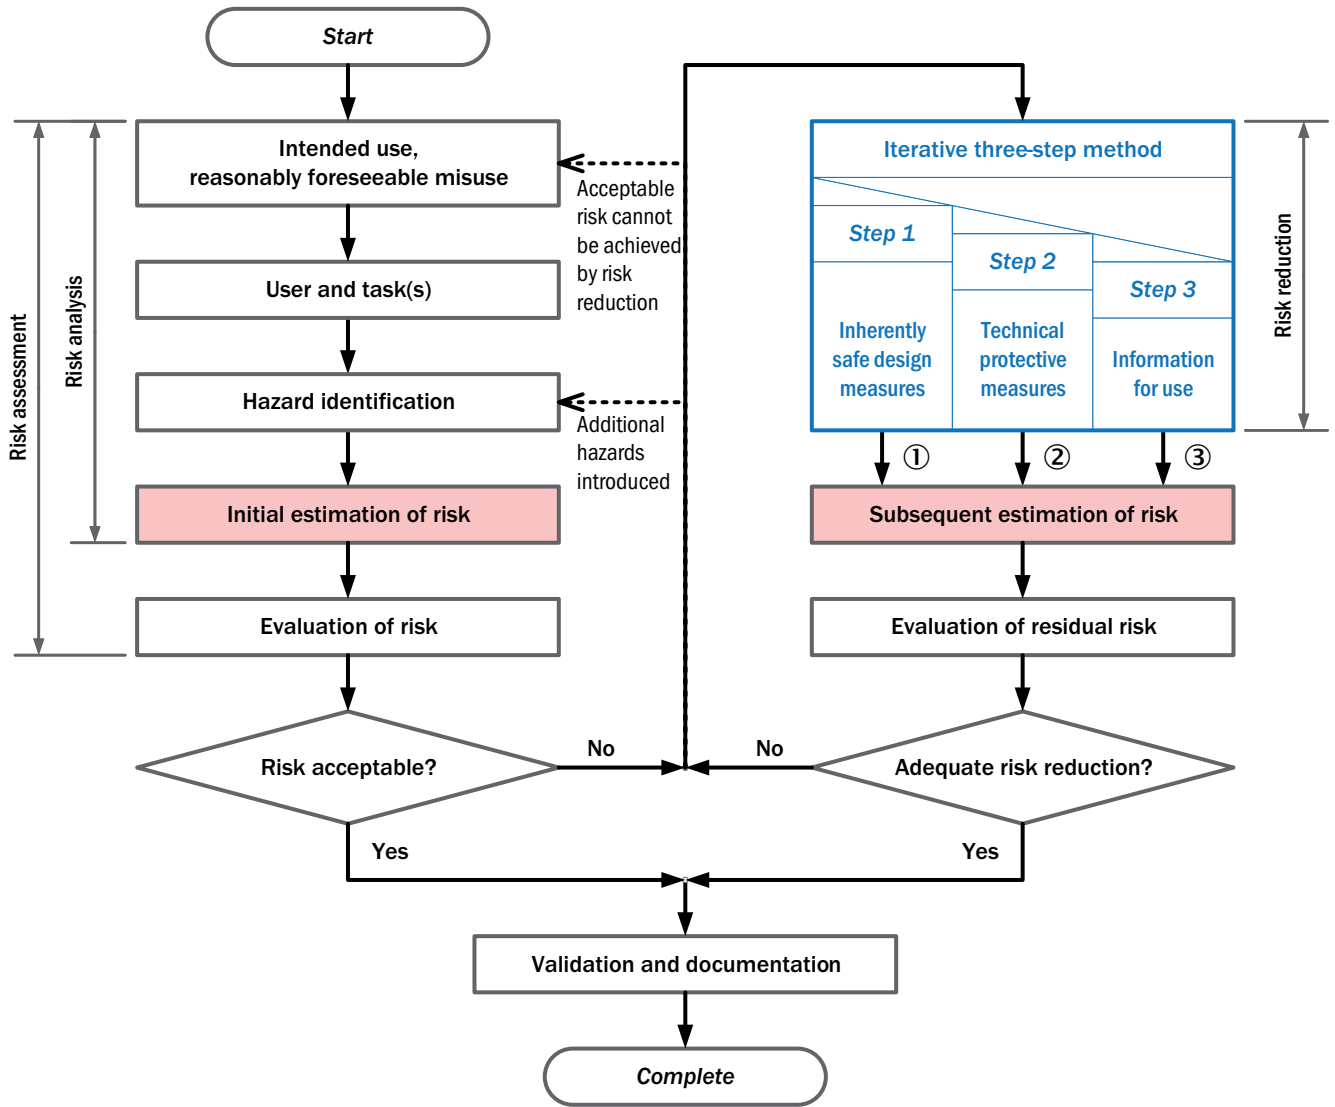 Start
Risk assessment
Risk analysis
Intended use,
reasonably foreseeable misuse
User and task(s)
Hazard identification
Initial estimation of risk
Evaluation of risk
Risk acceptable?
No
Yes
Acceptable
risk cannot
be achieved
by risk
reduction
Additional
hazards
introduced
Iterative three-step method
Step 1
Inherently
safe design
measures
Step 2
Technical
protective
measures
Step 3
Information
for use
Risk reduction
① ② ③
Subsequent estimation of risk
Evaluation of residual risk
Adequate risk reduction?
No
Yes
Validation and documentation
Complete